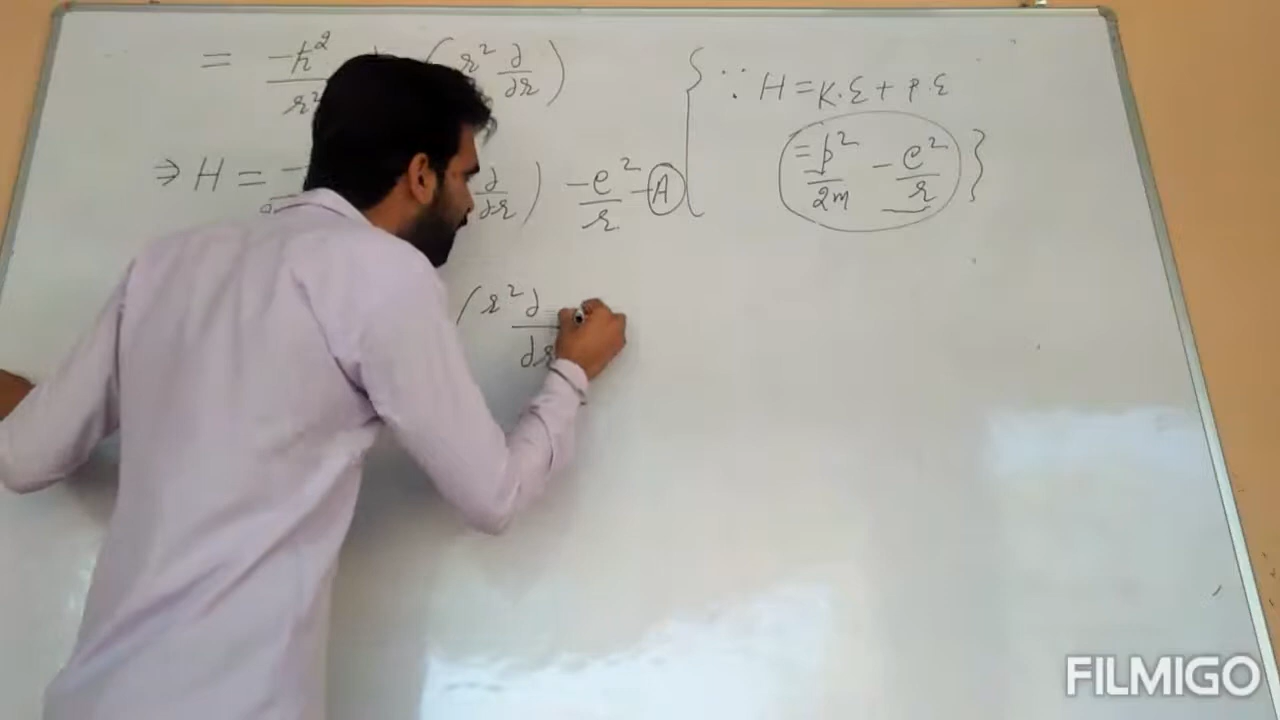 = -ħ² / r² ( r² ∂/∂r )
{ ∵ H = K.E + P.E
= p²/2m - e²/r }
⇒ H = - ∂/∂r ) - e²/r - A
( r² ∂ / ∂r
FILMIGO